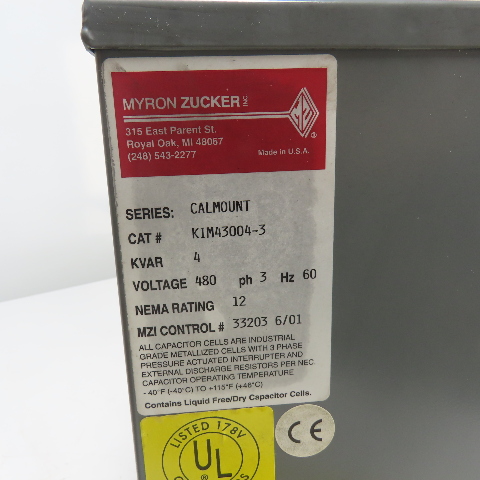 MYRON ZUCKER INC.
315 East Parent St.
Royal Oak, MI 48067
(248) 543-2277
Made in U.S.A.
SERIES: CALMOUNT
CAT # KIM43004-3
KVAR 4
VOLTAGE 480 ph 3 Hz 60
NEMA RATING 12
MZI CONTROL # 33203 6/01
ALL CAPACITOR CELLS ARE INDUSTRIAL
GRADE METALLIZED CELLS WITH 3 PHASE
PRESSURE ACTUATED INTERRUPTER AND
EXTERNAL DISCHARGE RESISTORS PER NEC.
CAPACITOR OPERATING TEMPERATURE
-40°F (-40°C) TO +115°F (+46°C)
Contains Liquid Free/Dry Capacitor Cells.
LISTED 178V
UL
®
CE